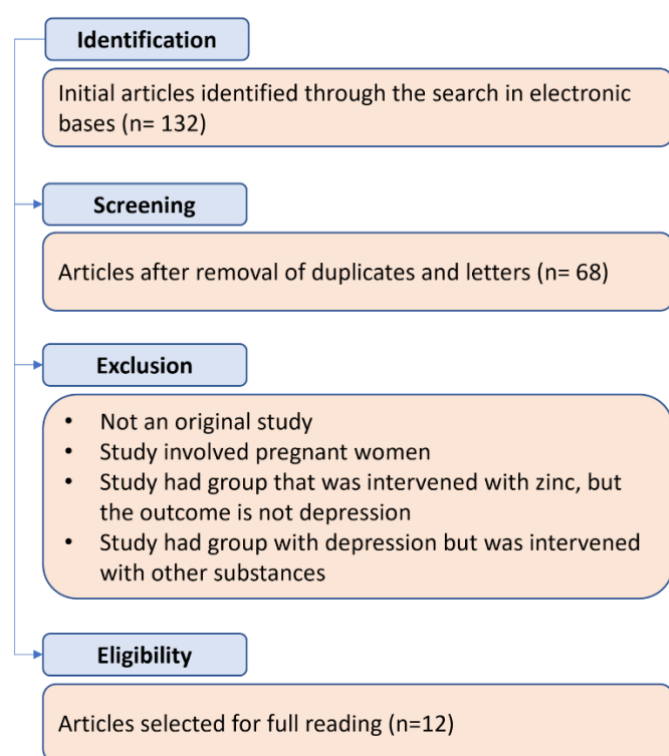 Identification
Initial articles identified through the search in electronic
bases (n= 132)
Screening
Articles after removal of duplicates and letters (n= 68)
Exclusion
• Not an original study
• Study involved pregnant women
• Study had group that was intervened with zinc, but
the outcome is not depression
• Study had group with depression but was intervened
with other substances
Eligibility
Articles selected for full reading (n=12)